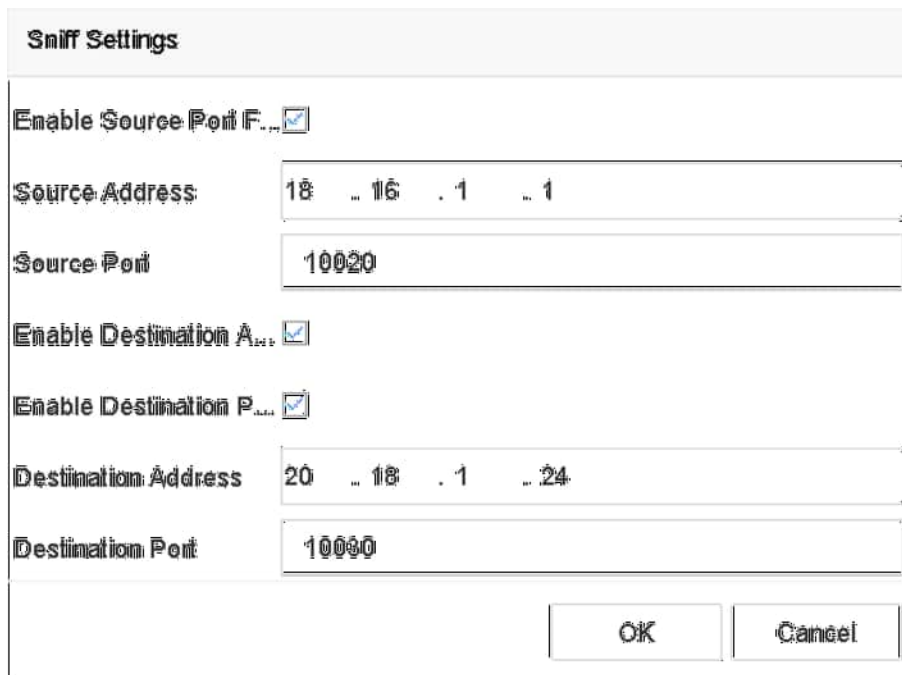 Sniff Settings
Enable Source Port F...
Source Address 18 . 16 . 1 . 1
Source Port 10020
Enable Destination A...
Enable Destination P...
Destination Address 20 . 18 . 1 . 24
Destination Port 10030
OK Cancel